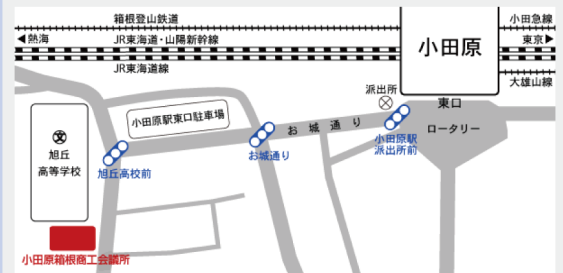 箱根登山鉄道
小田急線
◀熱海
JR東海道・山陽新幹線
東京▶
小田原
JR東海道線
大雄山線
派出所
東口
小田原駅東口駐車場
お城通り
ロータリー
小田原駅
派出所前
文
旭丘
高等学校
旭丘高校前
お城通り
小田原箱根商工会議所